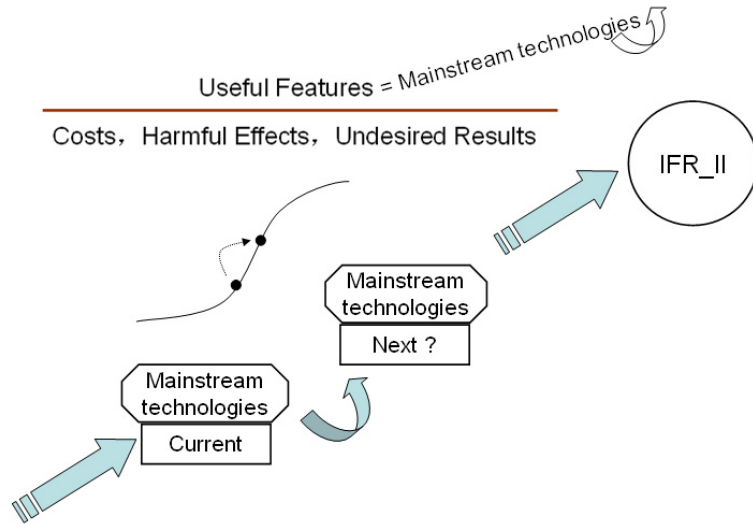 Useful Features = Mainstream technologies
Costs，Harmful Effects，Undesired Results
IFR_II
Mainstream
technologies
Next ?
Mainstream
technologies
Current